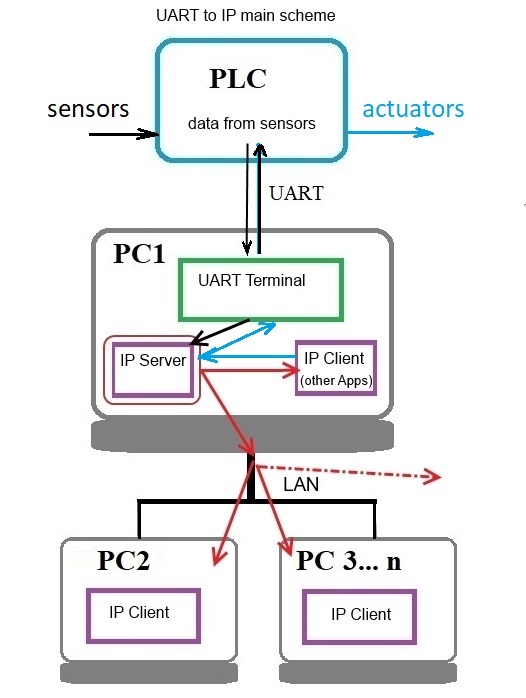 UART to IP main scheme
PLC
sensors
data from sensors
actuators
UART
PC1
UART Terminal
IP Server
IP Client
(other Apps)
LAN
PC2
PC 3... n
IP Client
IP Client